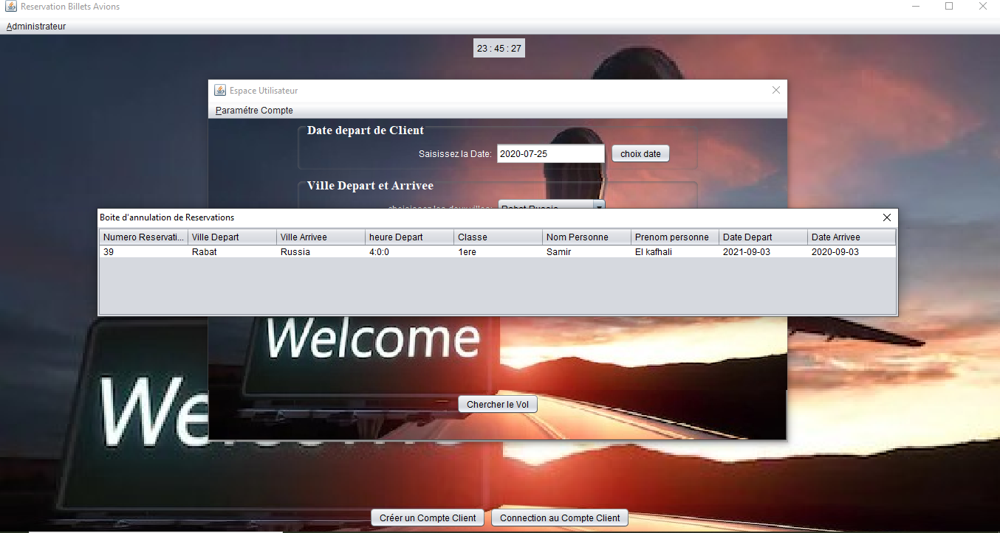 Reservation Billets Avions
Administrateur
23 : 45 : 27
Espace Utilisateur
Paramétre Compte
Date depart de Client
Saisissez la Date: 2020-07-25 choix date
Ville Depart et Arrivee
choisissez les deux villes: Rabat Russia
Boite d'annulation de Reservations
Numero Reservati... Ville Depart Ville Arrivee heure Depart Classe Nom Personne Prenom personne Date Depart Date Arrivee
39 Rabat Russia 4:0:0 1ere Samir El kafhali 2021-09-03 2020-09-03
Welcome
Chercher le Vol
Créer un Compte Client Connection au Compte Client